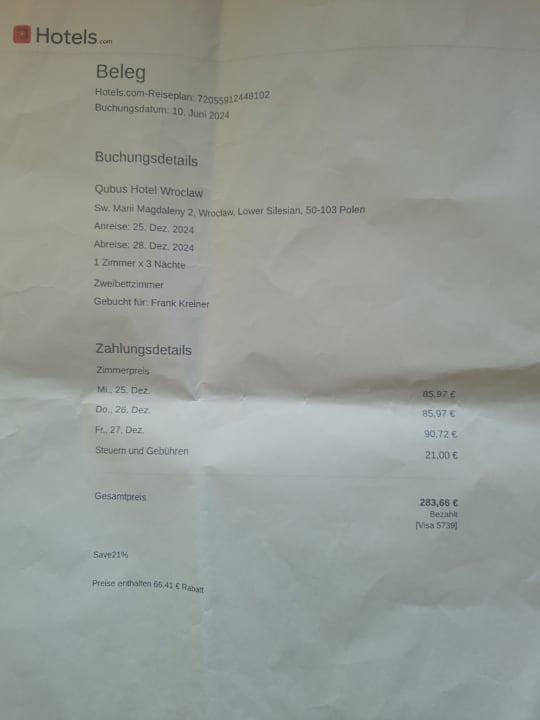 Hotels.com
Beleg
Hotels.com-Reiseplan: 72055912448102
Buchungsdatum: 10. Juni 2024
Buchungsdetails
Qubus Hotel Wroclaw
Sw. Marii Magdaleny 2, Wroclaw, Lower Silesian, 50-103 Polen
Anreise: 25. Dez. 2024
Abreise: 28. Dez. 2024
1 Zimmer x 3 Nächte
Zweibettzimmer
Gebucht für: Frank Kreiner
Zahlungsdetails
Zimmerpreis
Mi., 25. Dez. 85,97 €
Do., 26. Dez. 85,97 €
Fr., 27. Dez. 90,72 €
Steuern und Gebühren 21,00 €
Gesamtpreis 283,66 €
Bezahlt
[Visa 5739]
Save21%
Preise enthalten 66,41 € Rabatt